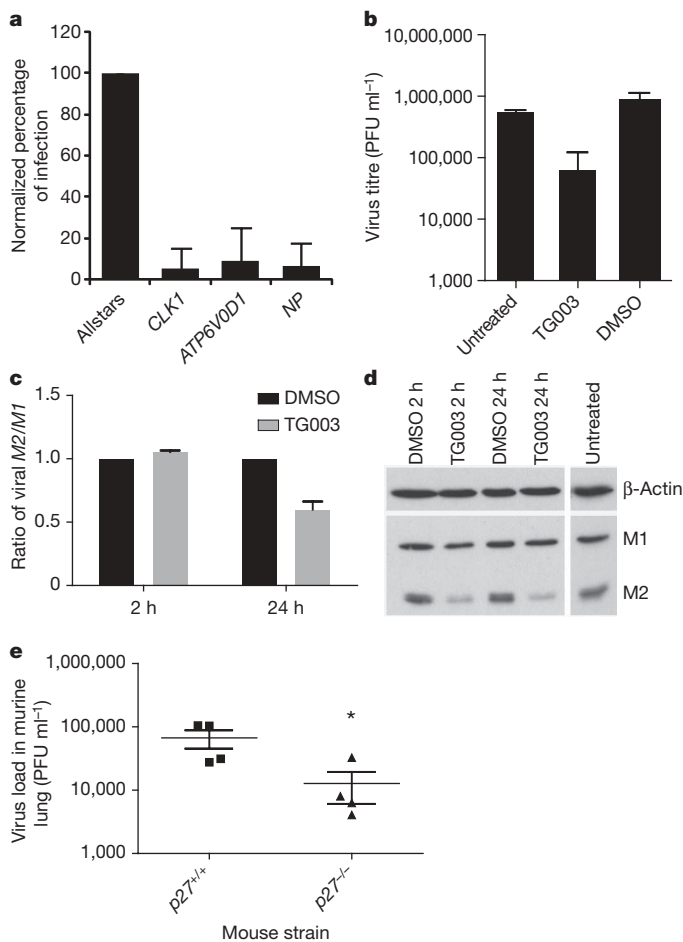 a
120
100
80
60
40
20
0
Normalized percentage
of infection
Allstars
CLK1
ATP6V0D1
NP
b
10,000,000
1,000,000
100,000
10,000
1,000
Virus titre (PFU ml⁻¹)
Untreated
TG003
DMSO
c
1.5
1.0
0.5
0
Ratio of viral M2/M1
DMSO
TG003
2 h
24 h
d
DMSO 2 h
TG003 2 h
DMSO 24 h
TG003 24 h
Untreated
β-Actin
M1
M2
e
1,000,000
100,000
10,000
1,000
Virus load in murine
lung (PFU ml⁻¹)
*
p27⁺/⁺
p27⁻/⁻
Mouse strain